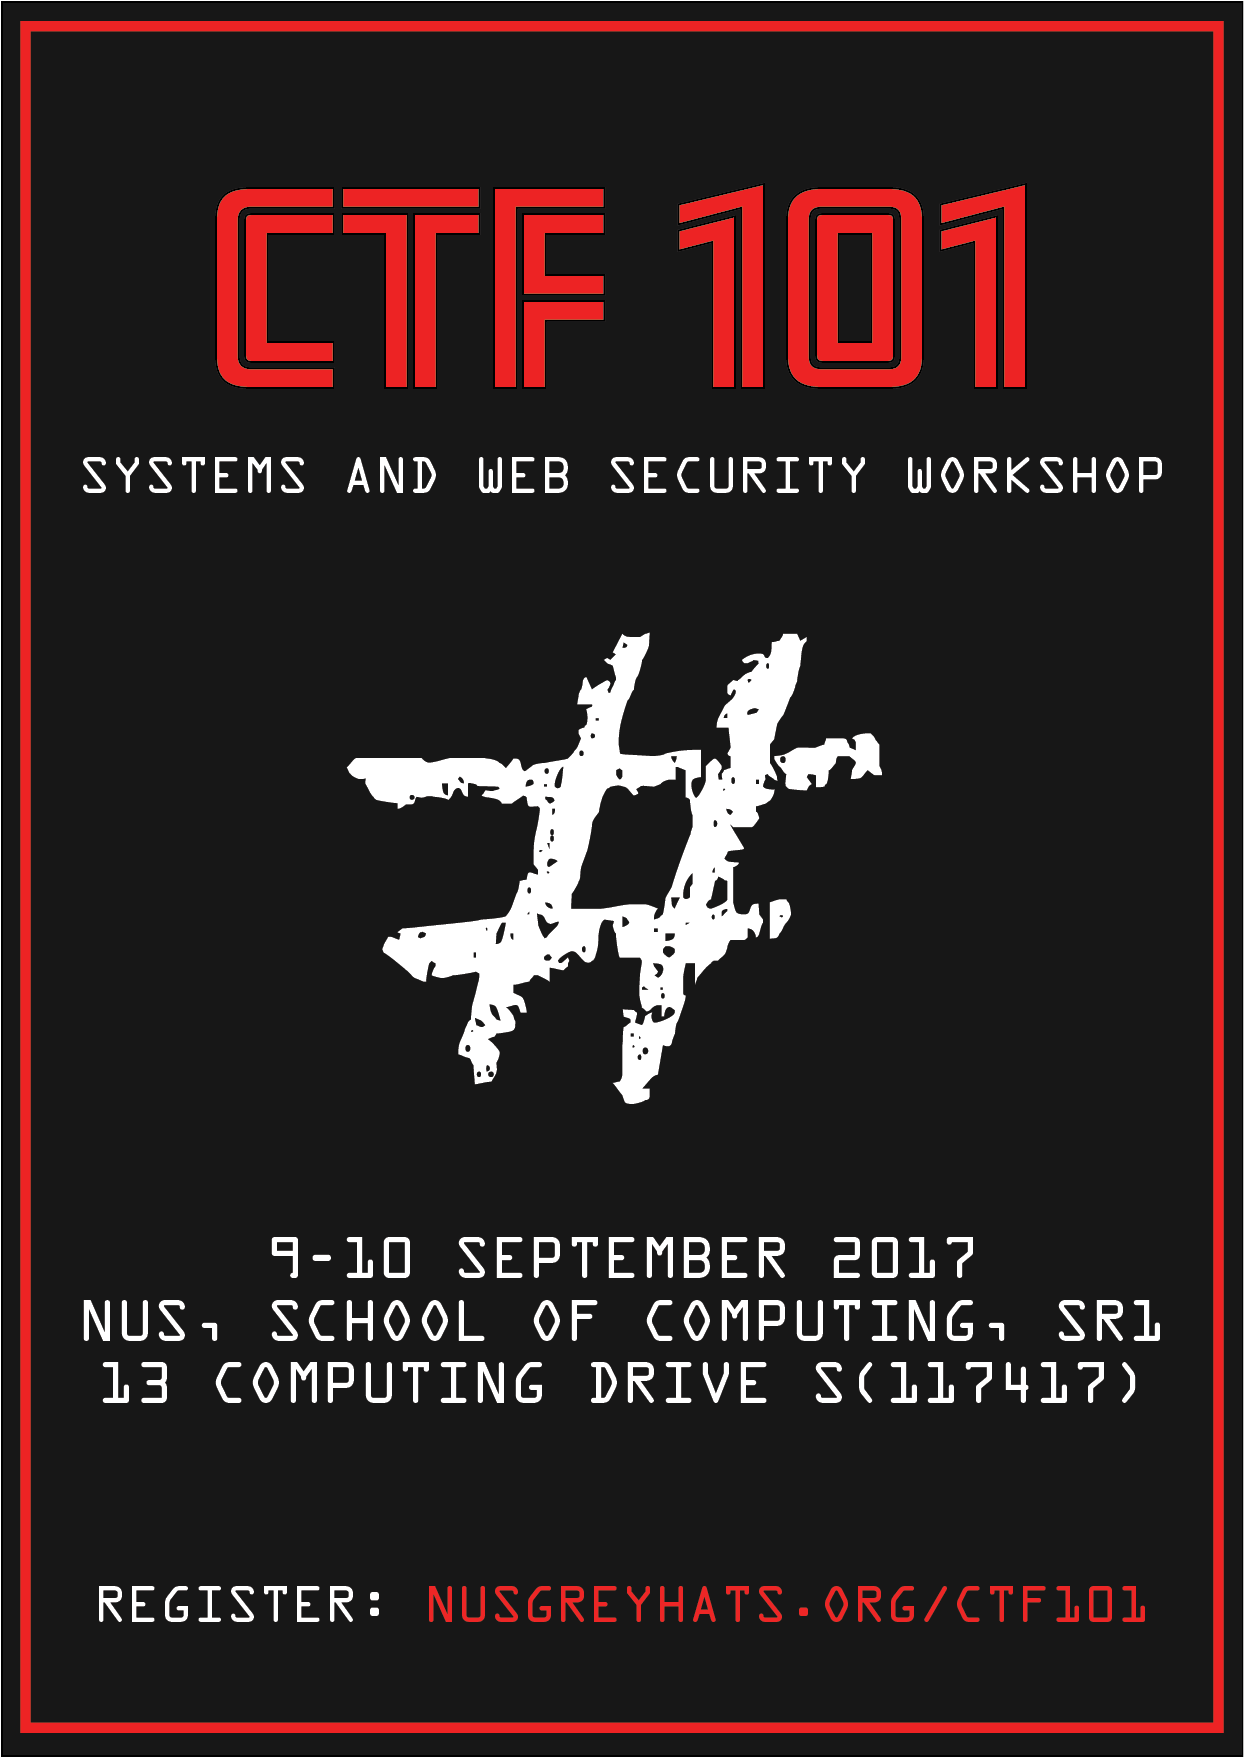 CTF 101
SYSTEMS AND WEB SECURITY WORKSHOP
#
9-10 SEPTEMBER 2017
NUS, SCHOOL OF COMPUTING, SR1
13 COMPUTING DRIVE S(117417)
REGISTER: NUSGREYHATS.ORG/CTF101